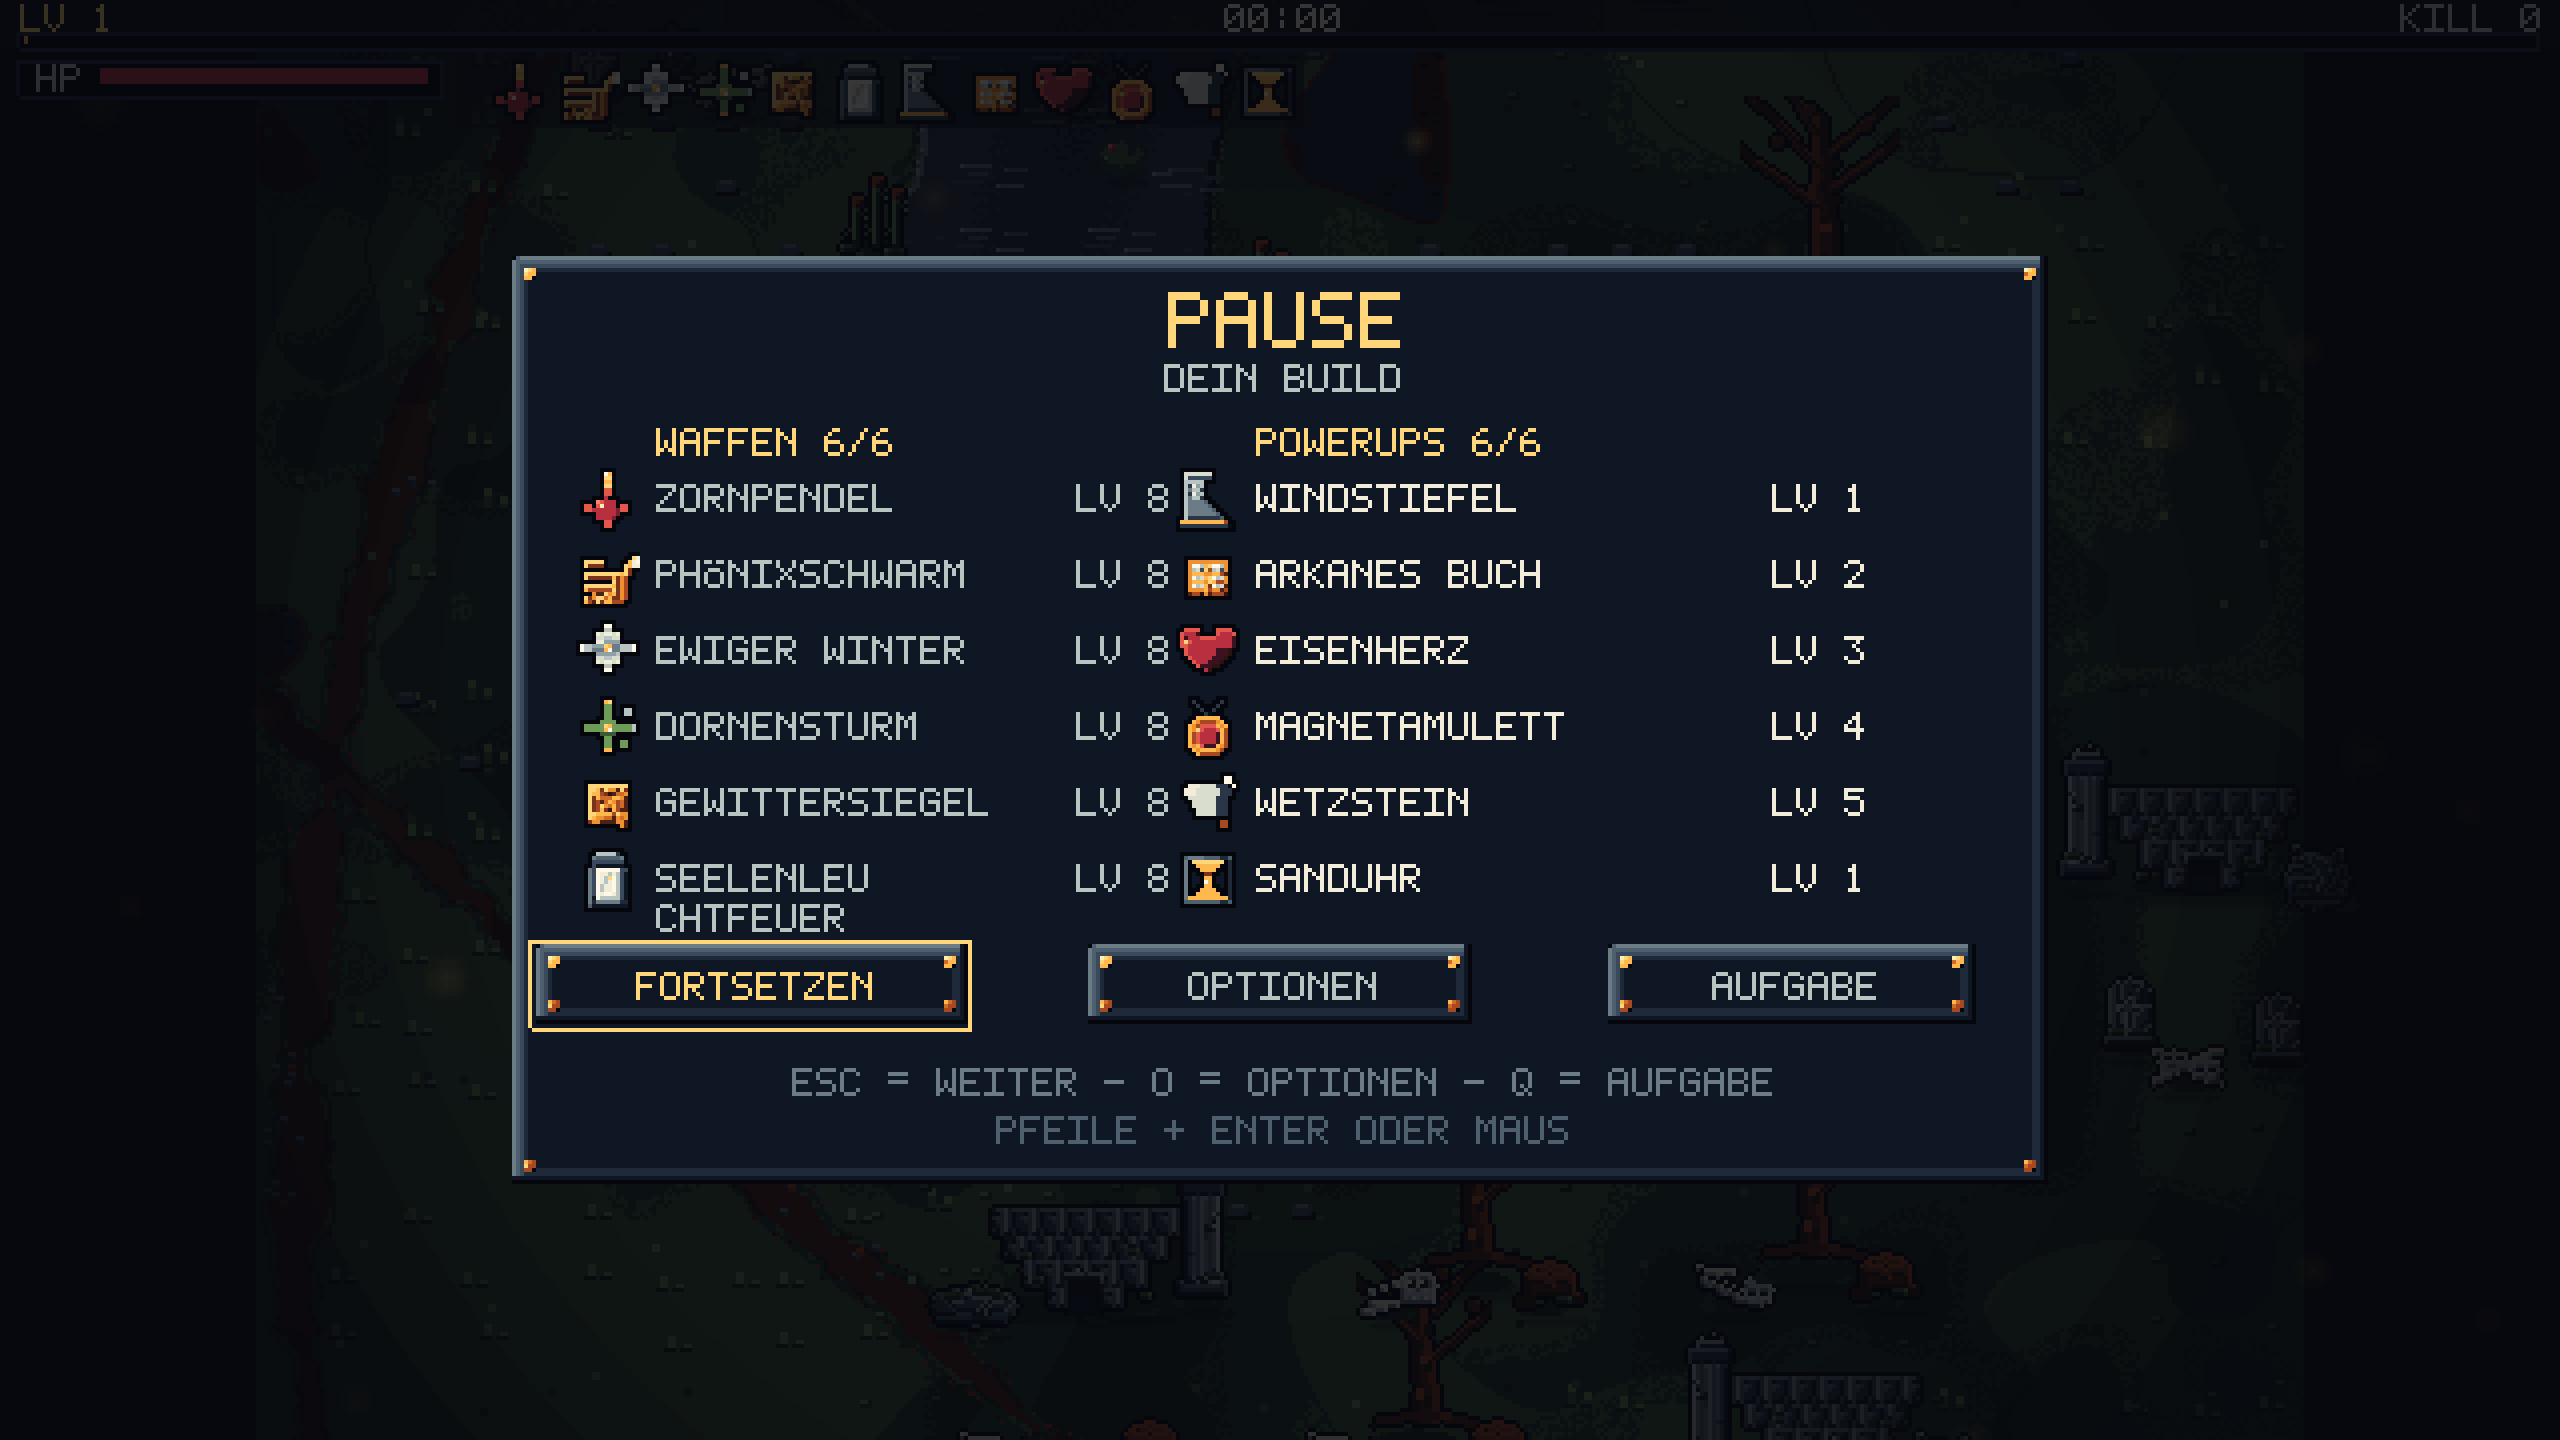 LV 1 00:00 KILL 0
HP
PAUSE
DEIN BUILD
WAFFEN 6/6 POWERUPS 6/6
ZORNPENDEL LV 8 WINDSTIEFEL LV 1
PHöNIXSCHWARM LV 8 ARKANES BUCH LV 2
EWIGER WINTER LV 8 EISENHERZ LV 3
DORNENSTURM LV 8 MAGNETAMULETT LV 4
GEWITTERSIEGEL LV 8 WETZSTEIN LV 5
SEELENLEU LV 8 SANDUHR LV 1
CHTFEUER
FORTSETZEN OPTIONEN AUFGABE
ESC = WEITER - O = OPTIONEN - Q = AUFGABE
PFEILE + ENTER ODER MAUS